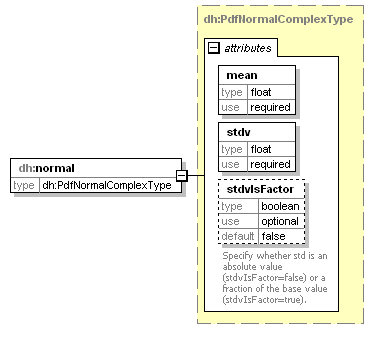 dh:PdfNormalComplexType
attributes
mean
type float
use required
stdv
type float
use required
dh:normal
type dh:PdfNormalComplexType
stdvIsFactor
type boolean
use optional
default false
Specify whether std is an
absolute value
(stdvIsFactor=false) or a
fraction of the base value
(stdvIsFactor=true).